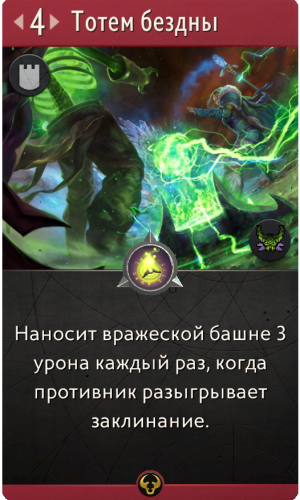 4 Тотем бездны
Наносит вражеской башне 3
урона каждый раз, когда
противник разыгрывает
заклинание.